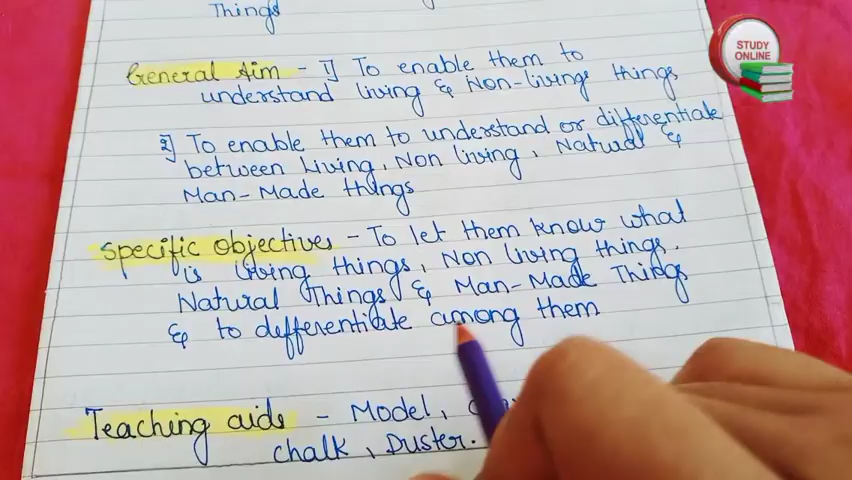 Things
General Aim - 1] To enable them to
understand living & Non-living things
2] To enable them to understand or differentiate
between Living, Non living, Natural &
Man-Made things
Specific objectives - To let them know what
is living things, Non living things,
Natural Things & Man-Made Things
& to differentiate among them
Teaching aids - Model,
chalk, Duster.
STUDY
ONLINE